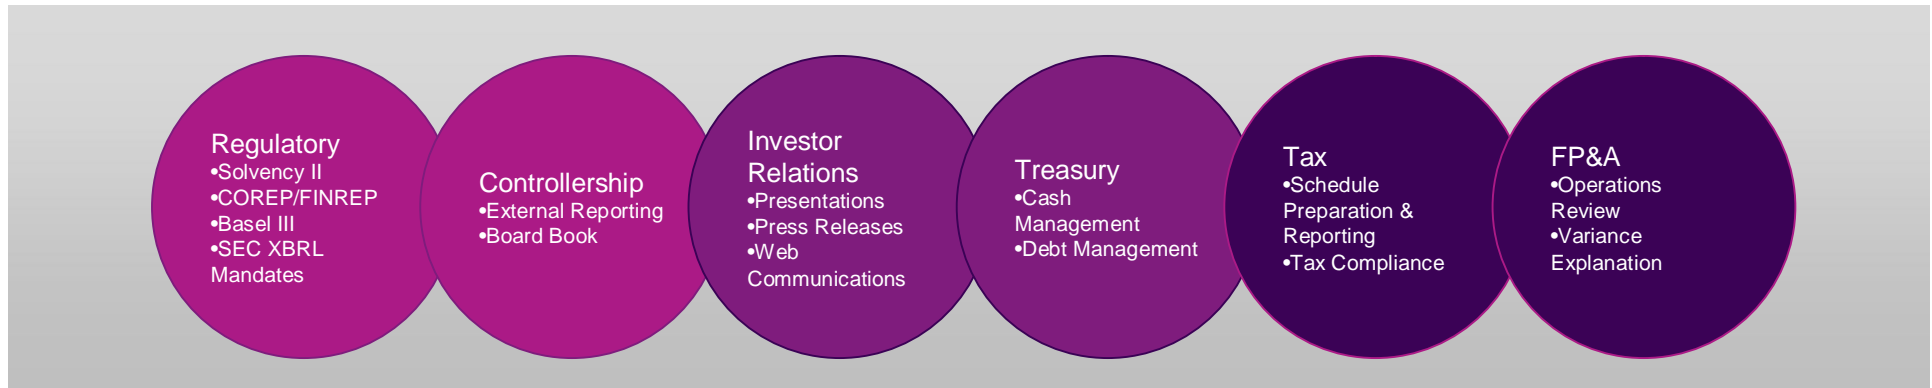 Regulatory
•Solvency II
•COREP/FINREP
•Basel III
•SEC XBRL
Mandates
Controllership
•External Reporting
•Board Book
Investor
Relations
•Presentations
•Press Releases
•Web
Communications
Treasury
•Cash
Management
•Debt Management
Tax
•Schedule
Preparation &
Reporting
•Tax Compliance
FP&A
•Operations
Review
•Variance
Explanation